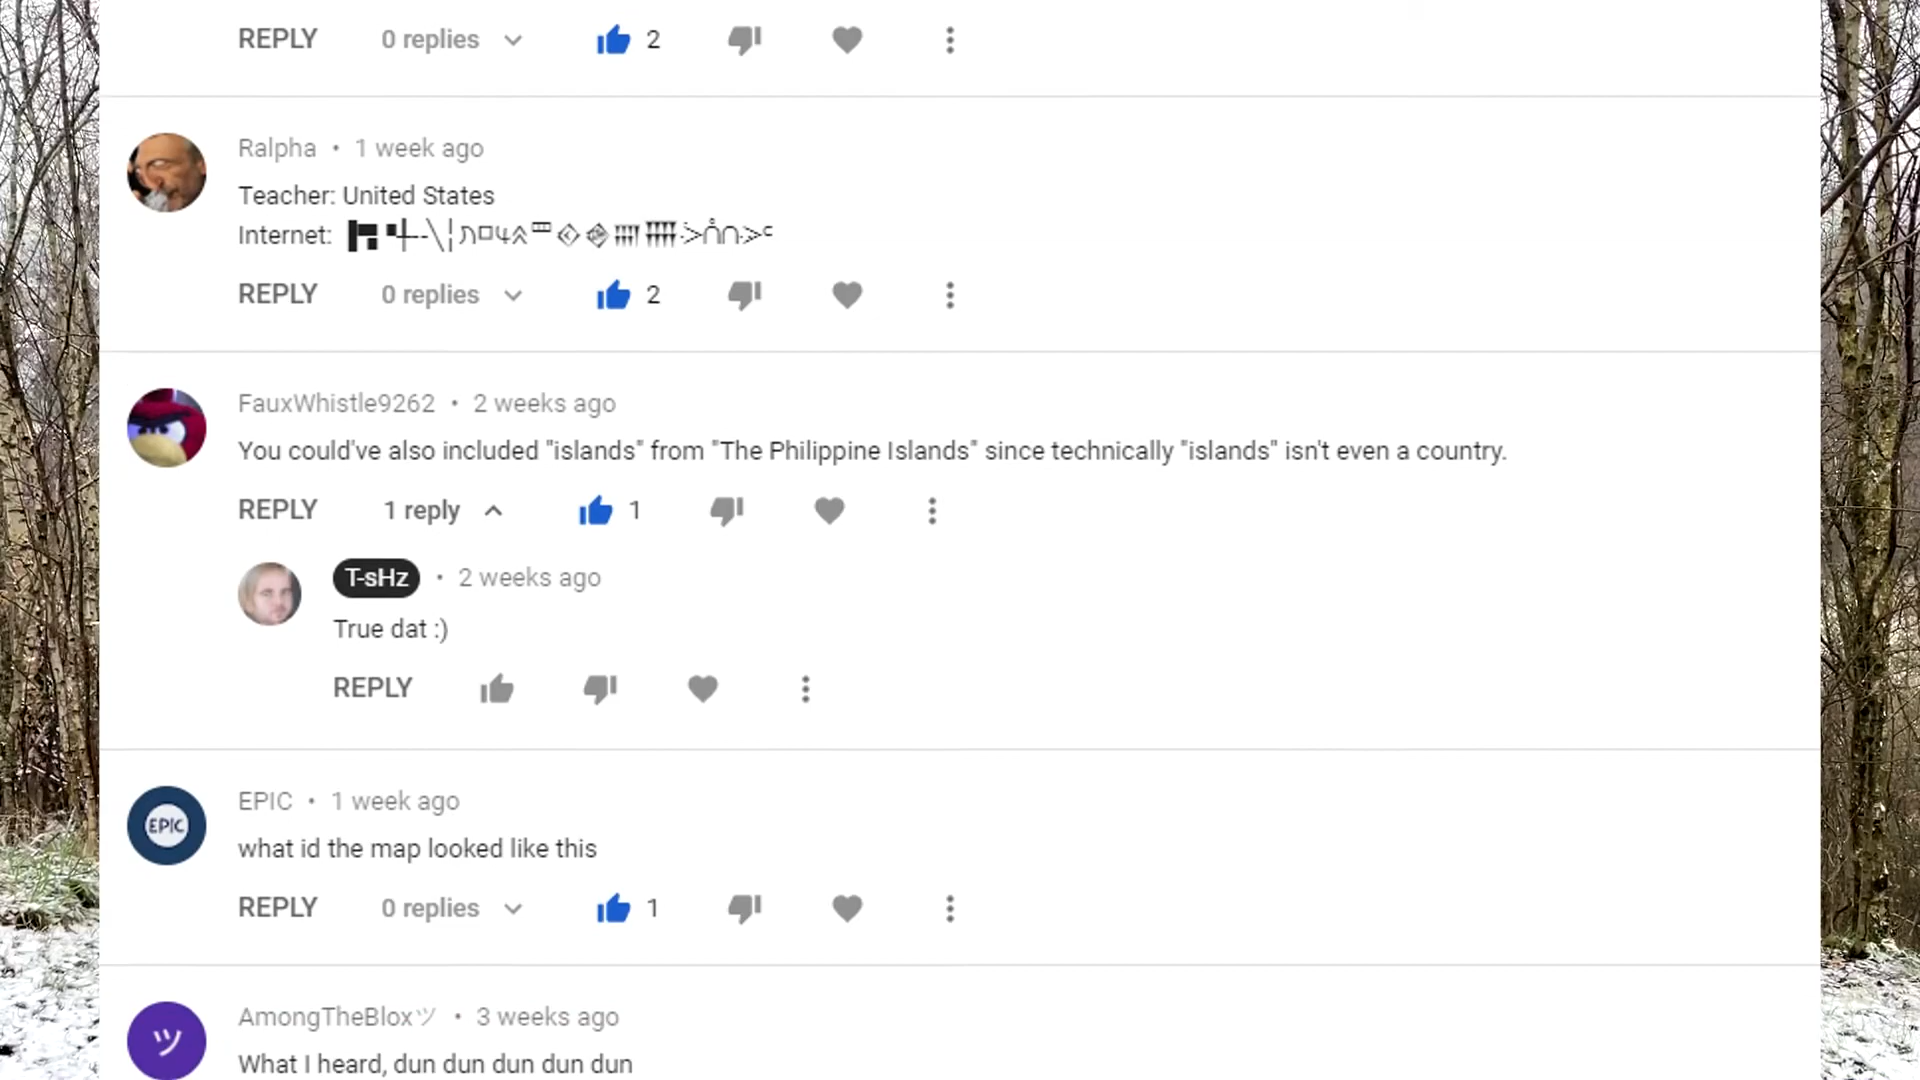 REPLY 0 replies 2
Ralpha • 1 week ago
Teacher: United States
Internet:
REPLY 0 replies 2
FauxWhistle9262 • 2 weeks ago
You could've also included "islands" from "The Philippine Islands" since technically "islands" isn't even a country.
REPLY 1 reply 1
T-sHz • 2 weeks ago
True dat :)
REPLY
EPIC
EPIC • 1 week ago
what id the map looked like this
REPLY 0 replies 1
ツ
AmongTheBloxツ • 3 weeks ago
What I heard, dun dun dun dun dun